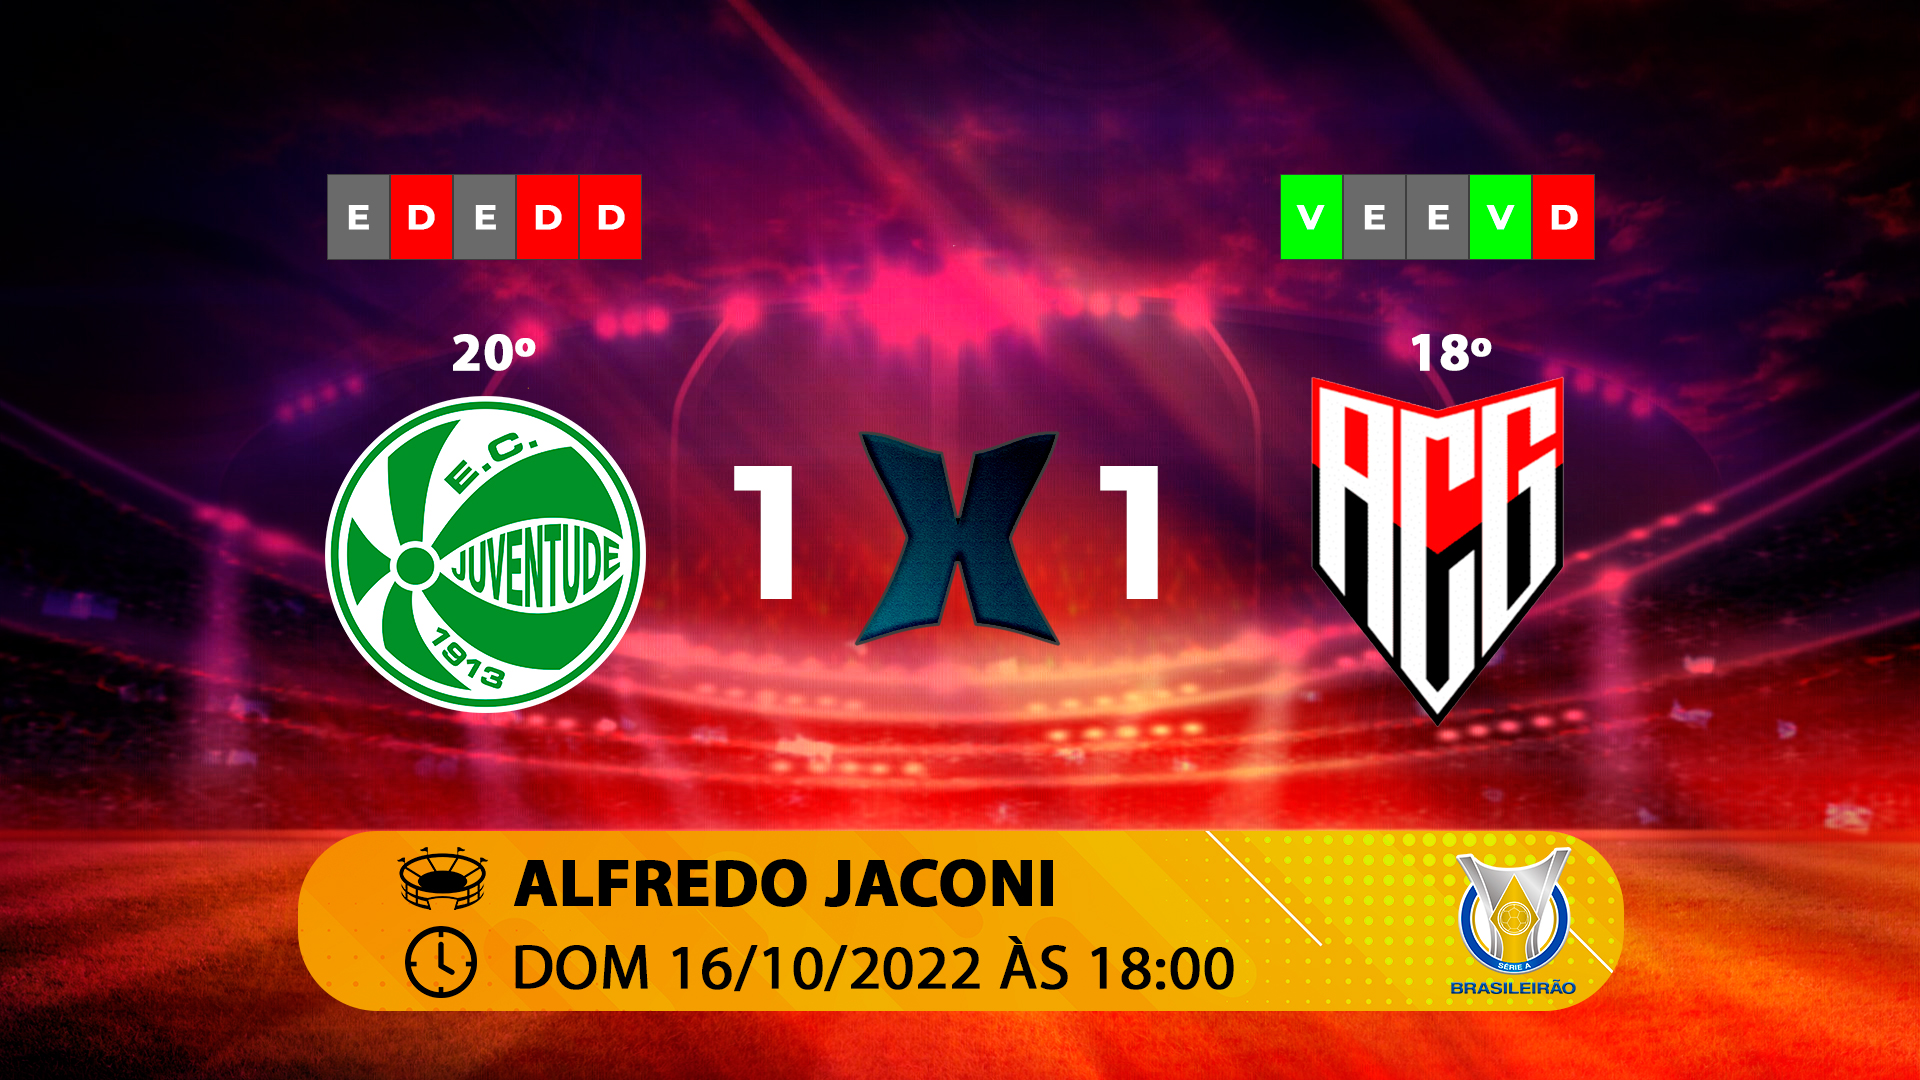 E D E D D
V E E V D
20º
18º
E.C.
JUVENTUDE
1913
1 X 1
ACG
ALFREDO JACONI
DOM 16/10/2022 ÀS 18:00
SÉRIE A
BRASILEIRÃO